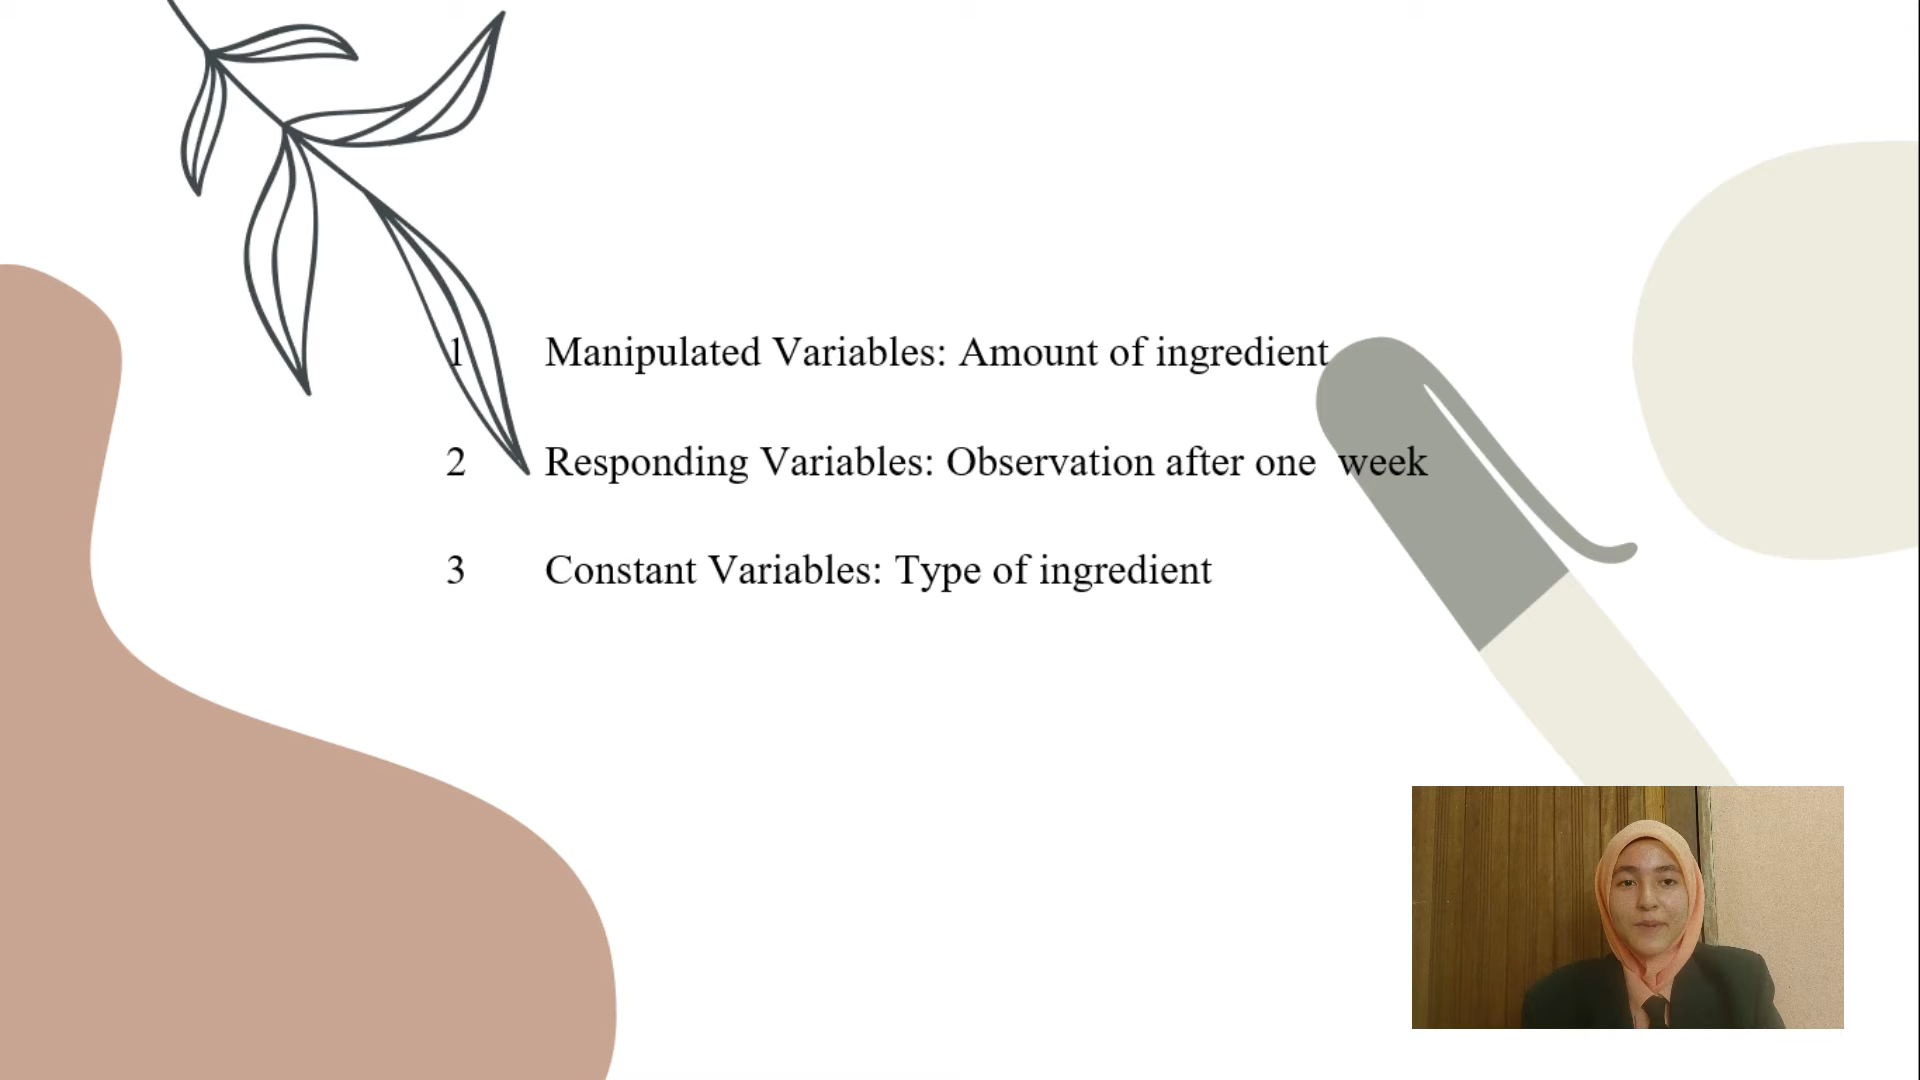 1 Manipulated Variables: Amount of ingredient
2 Responding Variables: Observation after one week
3 Constant Variables: Type of ingredient